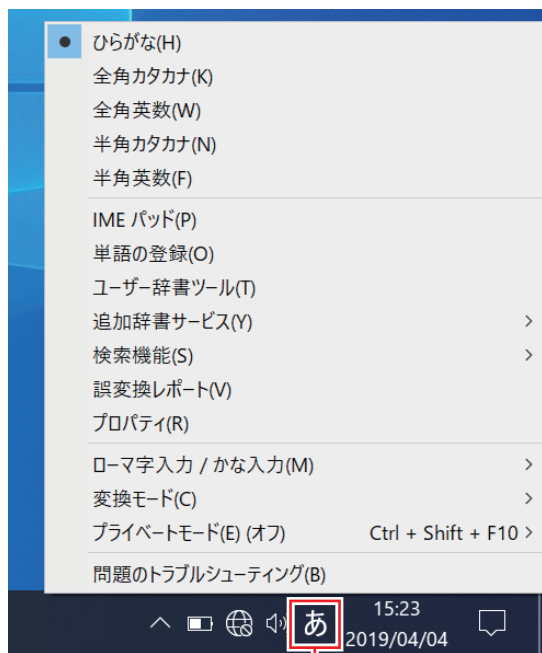 ひらがな(H)
全角カタカナ(K)
全角英数(W)
半角カタカナ(N)
半角英数(F)
IME パッド(P)
単語の登録(O)
ユーザー辞書ツール(T)
追加辞書サービス(Y)
検索機能(S)
誤変換レポート(V)
プロパティ(R)
ローマ字入力 / かな入力(M)
変換モード(C)
プライベートモード(E) (オフ) Ctrl + Shift + F10
問題のトラブルシューティング(B)
あ
15:23
2019/04/04